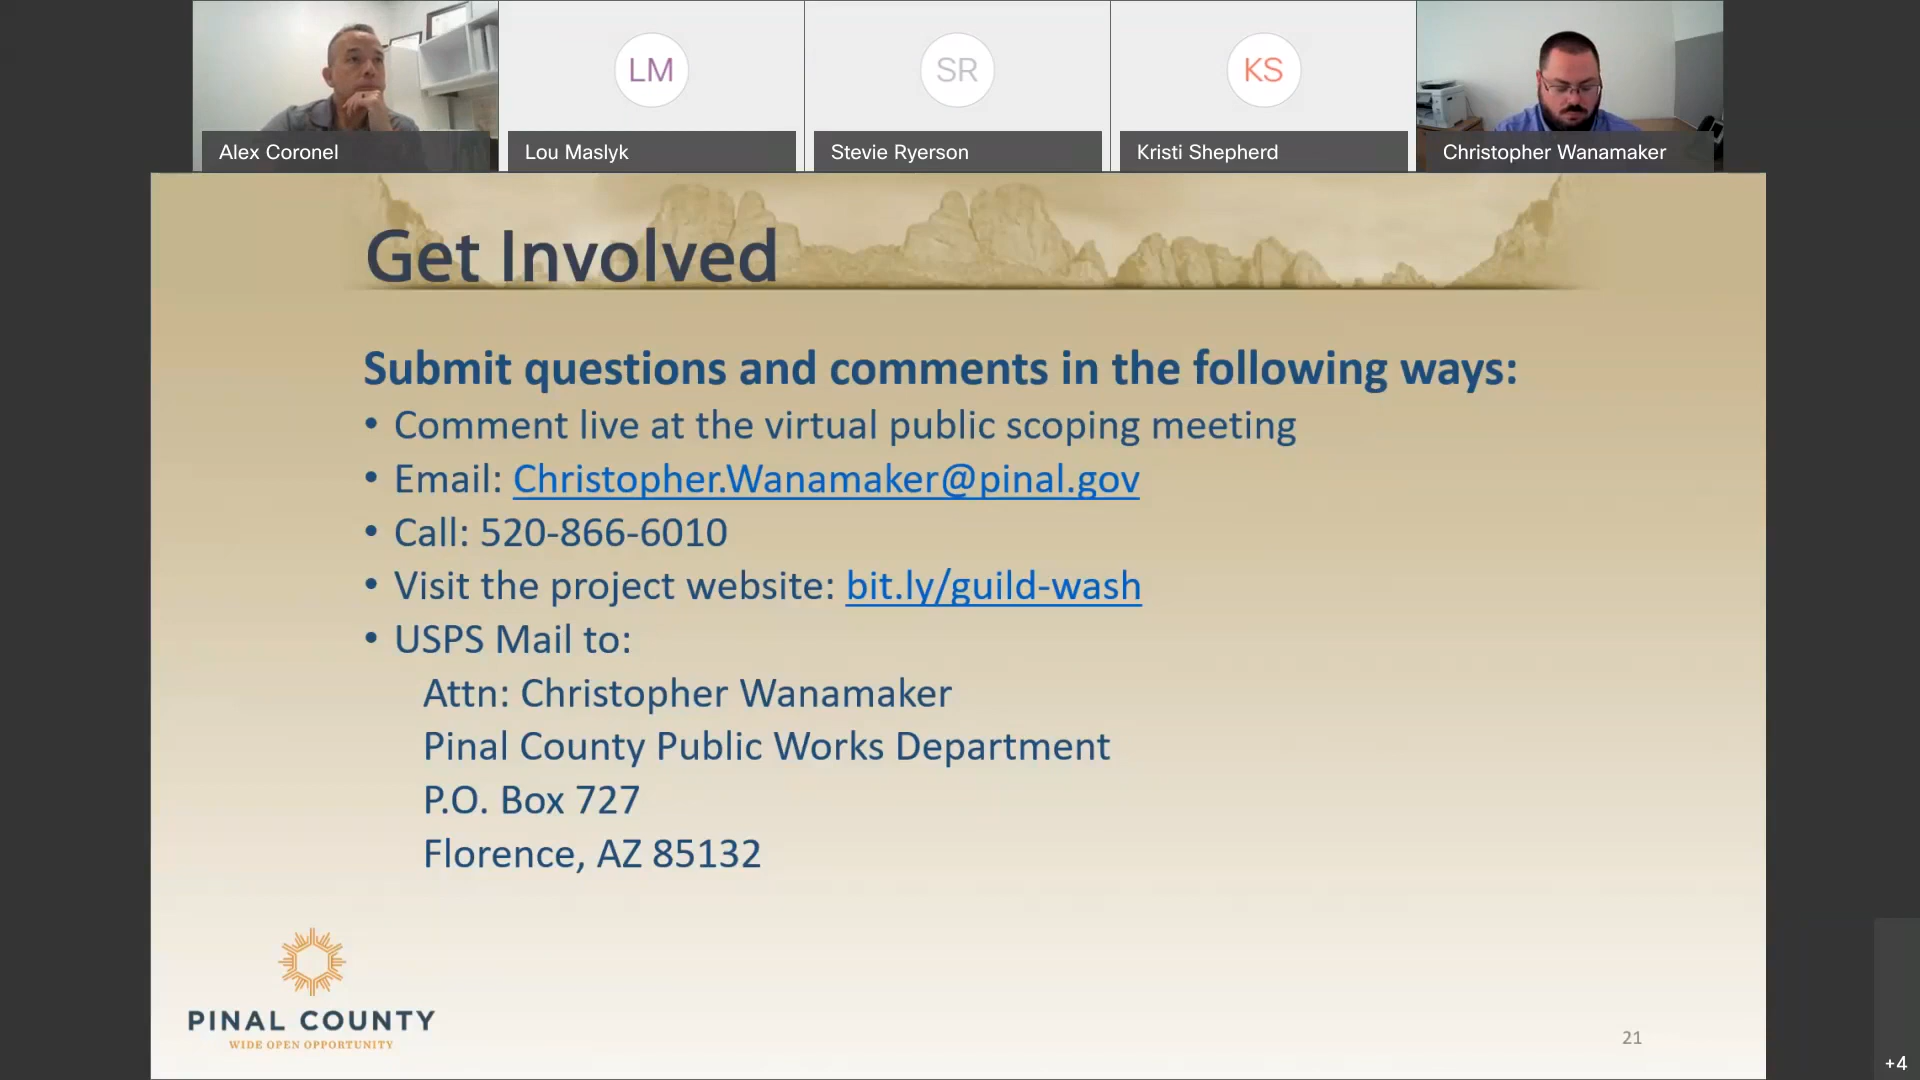 LM
SR
KS
Alex Coronel
Lou Maslyk
Stevie Ryerson
Kristi Shepherd
Christopher Wanamaker
Get Involved
Submit questions and comments in the following ways:
• Comment live at the virtual public scoping meeting
• Email: Christopher.Wanamaker@pinal.gov
• Call: 520-866-6010
• Visit the project website: bit.ly/guild-wash
• USPS Mail to:
Attn: Christopher Wanamaker
Pinal County Public Works Department
P.O. Box 727
Florence, AZ 85132
PINAL COUNTY
WIDE OPEN OPPORTUNITY
21
+4